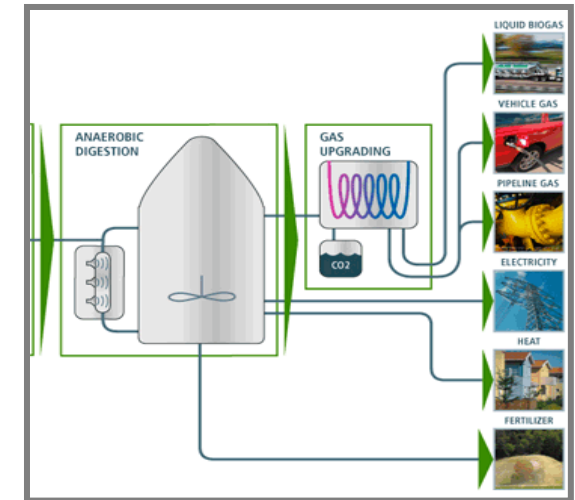 LIQUID BIOGAS
VEHICLE GAS
ANAEROBIC
DIGESTION
GAS
UPGRADING
PIPELINE GAS
CO2
ELECTRICITY
HEAT
FERTILIZER